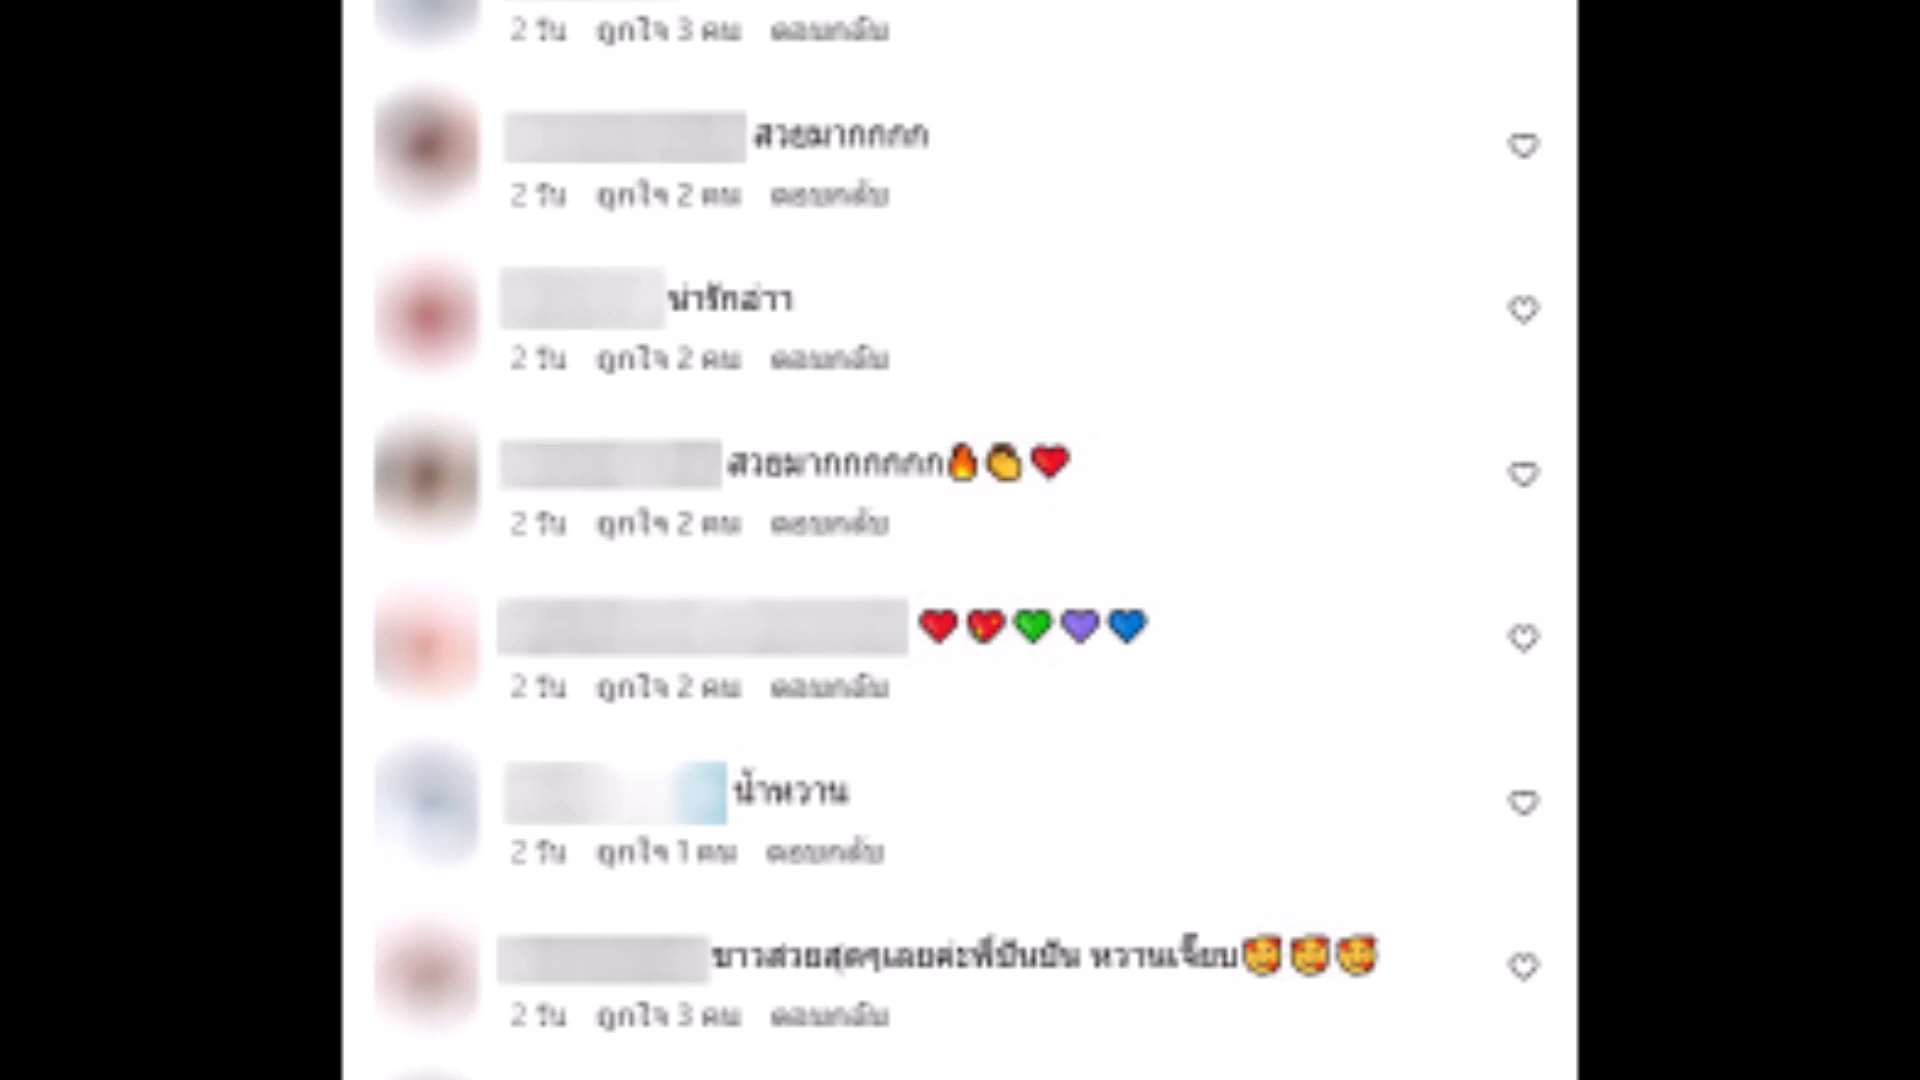 2 วัน ถูกใจ 3 คน ตอบกลับ
สวยมากกกก
2 วัน ถูกใจ 2 คน ตอบกลับ
น่ารักอ่าา
2 วัน ถูกใจ 2 คน ตอบกลับ
สวยมากกกกกก🔥👏❤️
2 วัน ถูกใจ 2 คน ตอบกลับ
❤️💖💚💜💙
2 วัน ถูกใจ 2 คน ตอบกลับ
น้ำหวาน
2 วัน ถูกใจ 1 คน ตอบกลับ
ขาวสวยสุดๆเลยค่ะพี่ปันปัน หวานเจี๊ยบ🥰🥰🥰
2 วัน ถูกใจ 3 คน ตอบกลับ